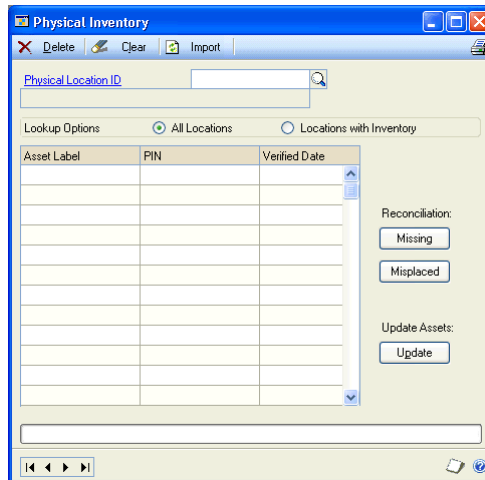 Physical Inventory
Delete Clear Import
Physical Location ID
Lookup Options All Locations Locations with Inventory
Asset Label PIN Verified Date
Reconciliation:
Missing
Misplaced
Update Assets:
Update